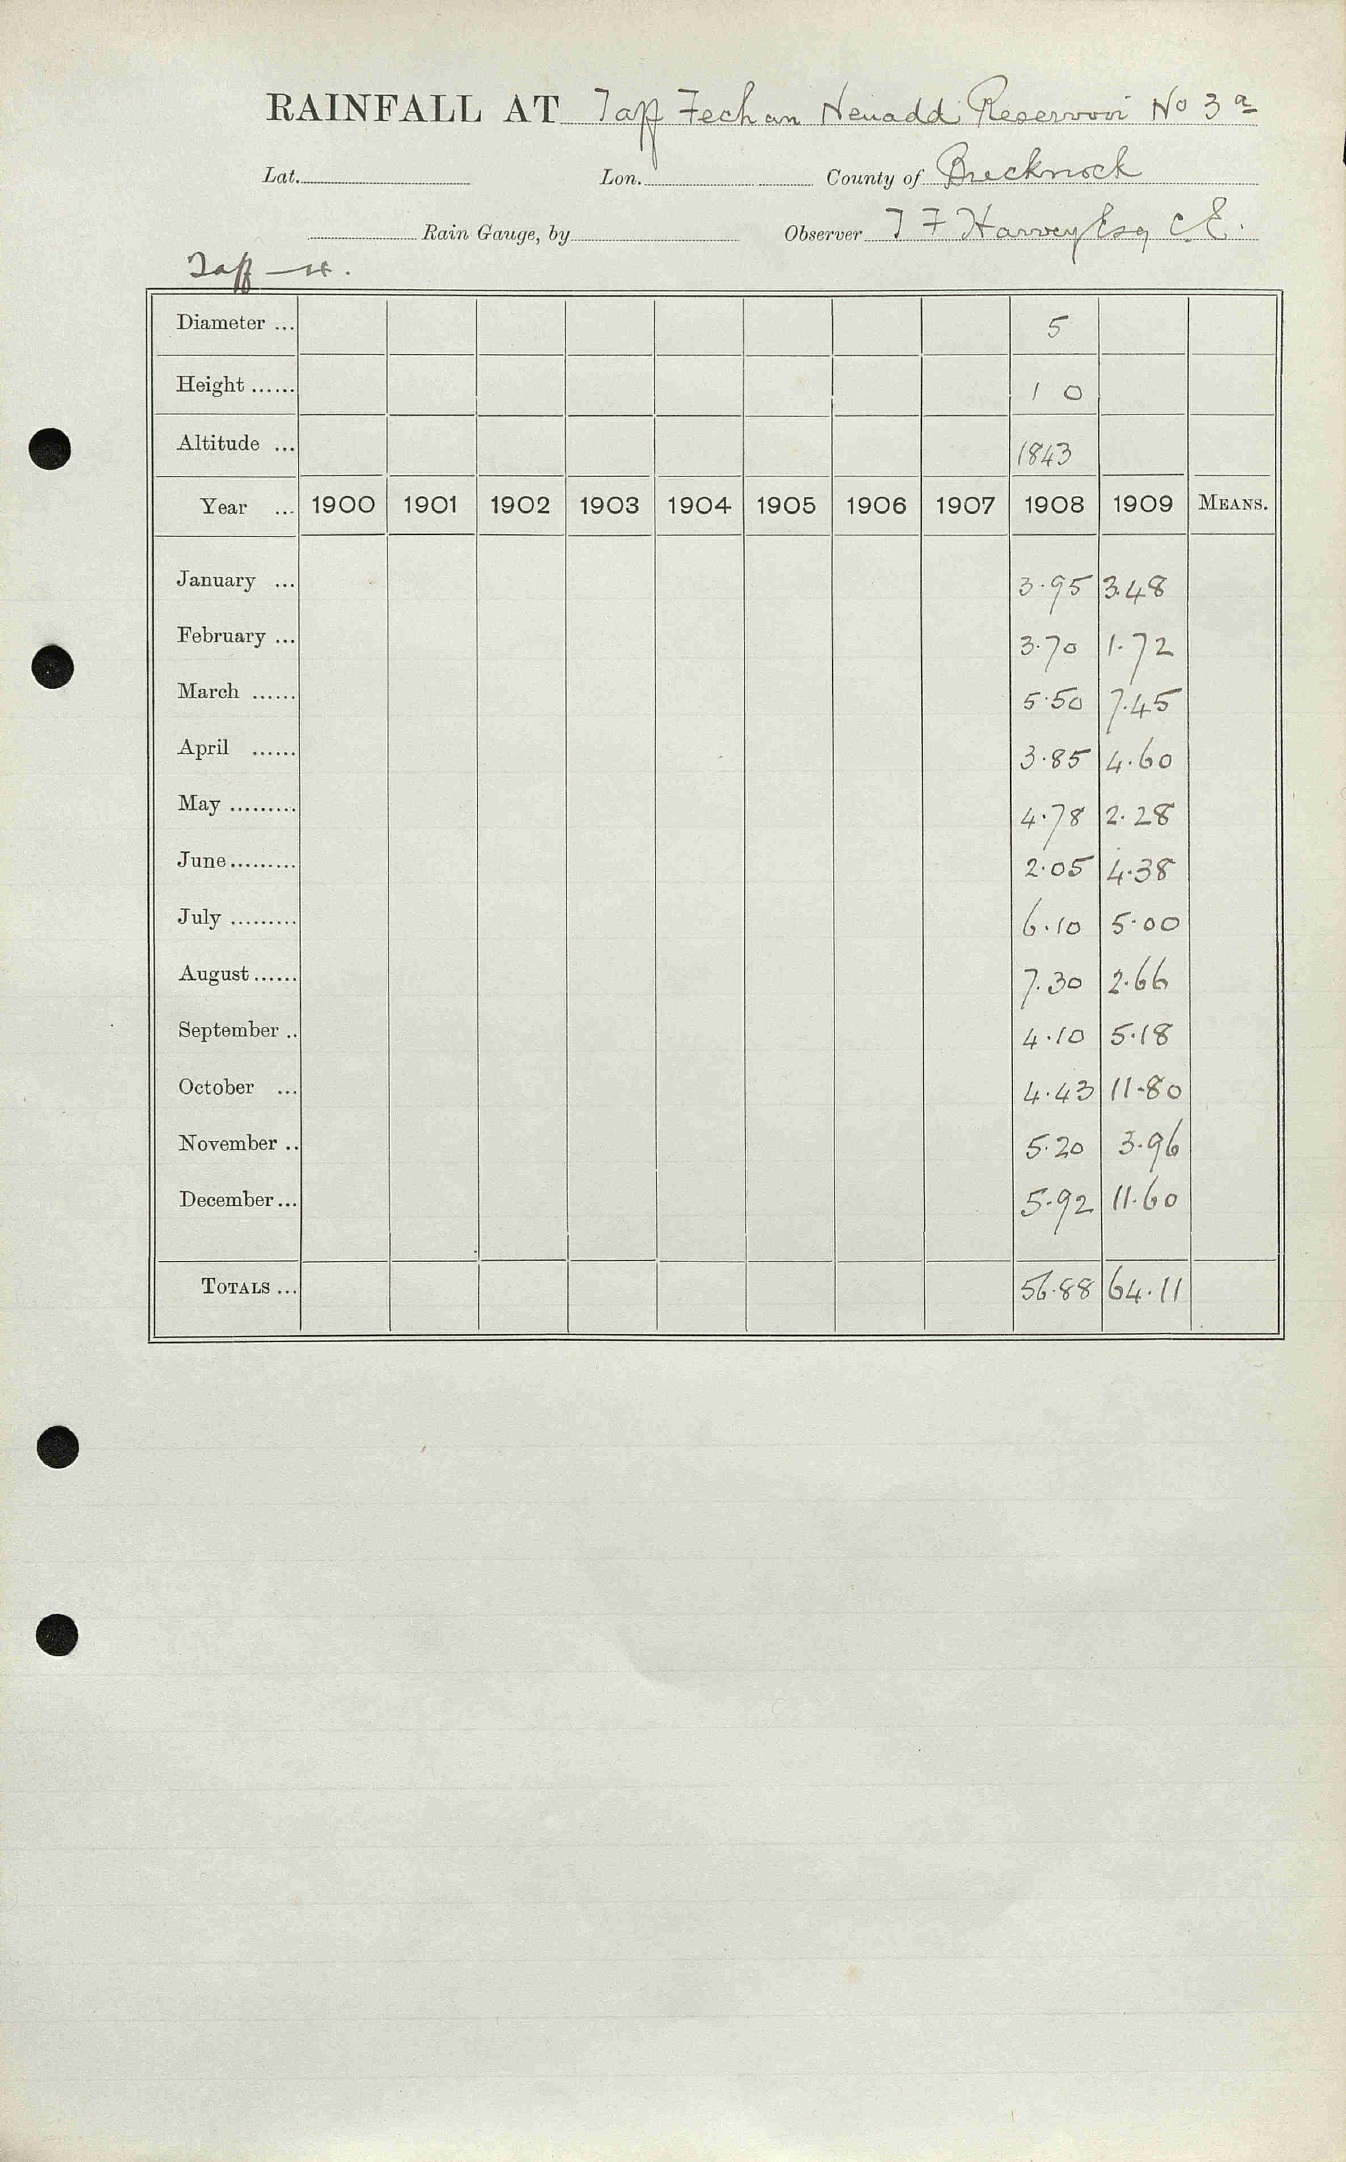 RAINFALL AT Taff Fechan Neuadd Reservoir No 3a
Lat. Lon. County of Brecknock
Rain Gauge, by Observer T F Harvey Esq C.E.
Taff
Diameter ... 5
Height ...... 1 0
Altitude ... 1843
Year ... 1900 1901 1902 1903 1904 1905 1906 1907 1908 1909 MEANS.
January ... 3.95 3.48
February ... 3.70 1.72
March ...... 5.50 7.45
April ...... 3.85 4.60
May ......... 4.78 2.28
June ......... 2.05 4.38
July ......... 6.10 5.00
August ...... 7.30 2.66
September .. 4.10 5.18
October ... 4.43 11.80
November .. 5.20 3.96
December ... 5.92 11.60
TOTALS ... 56.88 64.11